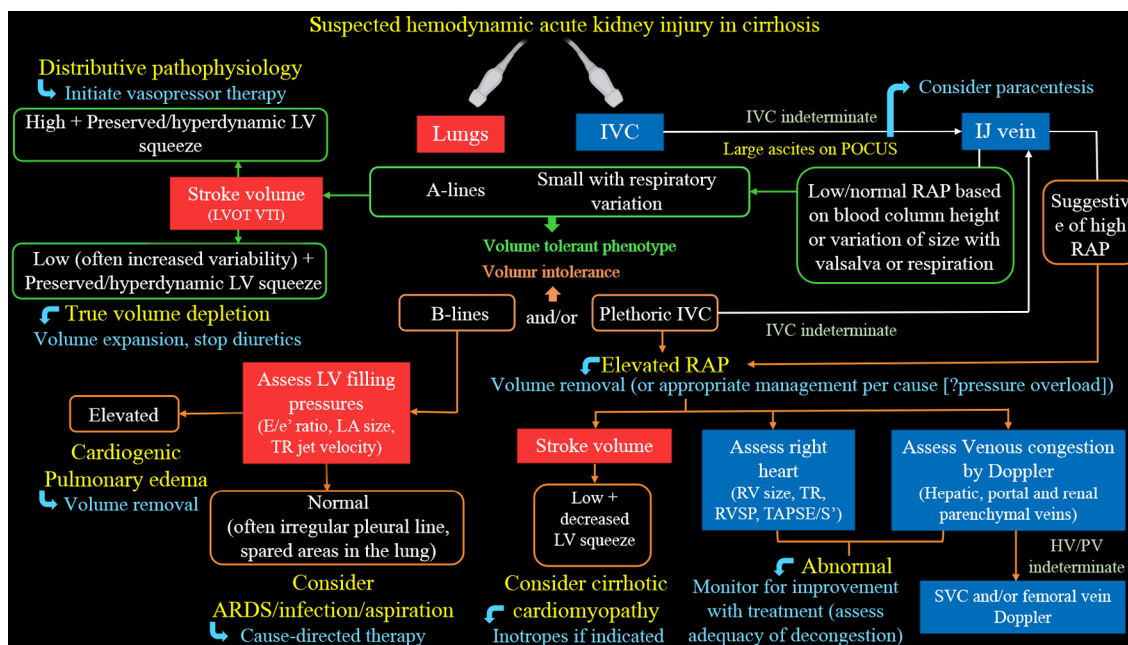 Suspected hemodynamic acute kidney injury in cirrhosis
Distributive pathophysiology
Initiate vasopressor therapy
High + Preserved/hyperdynamic LV
squeeze
Lungs
IVC
IVC indeterminate
Large ascites on POCUS
Consider paracentesis
IJ vein
Stroke volume
(LVOT VTI)
A-lines
Small with respiratory
variation
Low/normal RAP based
on blood column height
or variation of size with
valsalva or respiration
Suggestiv
e of high
RAP
Volume tolerant phenotype
Volumr intolerance
Low (often increased variability) +
Preserved/hyperdynamic LV squeeze
True volume depletion
Volume expansion, stop diuretics
B-lines
and/or
Plethoric IVC
IVC indeterminate
Elevated RAP
Volume removal (or appropriate management per cause [?pressure overload])
Assess LV filling
pressures
(E/e' ratio, LA size,
TR jet velocity)
Elevated
Cardiogenic
Pulmonary edema
Volume removal
Normal
(often irregular pleural line,
spared areas in the lung)
Consider
ARDS/infection/aspiration
Cause-directed therapy
Stroke volume
Low +
decreased
LV squeeze
Consider cirrhotic
cardiomyopathy
Inotropes if indicated
Assess right
heart
(RV size, TR,
RVSP, TAPSE/S’)
Assess Venous congestion
by Doppler
(Hepatic, portal and renal
parenchymal veins)
Abnormal
Monitor for improvement
with treatment (assess
adequacy of decongestion)
HV/PV
indeterminate
SVC and/or femoral vein
Doppler